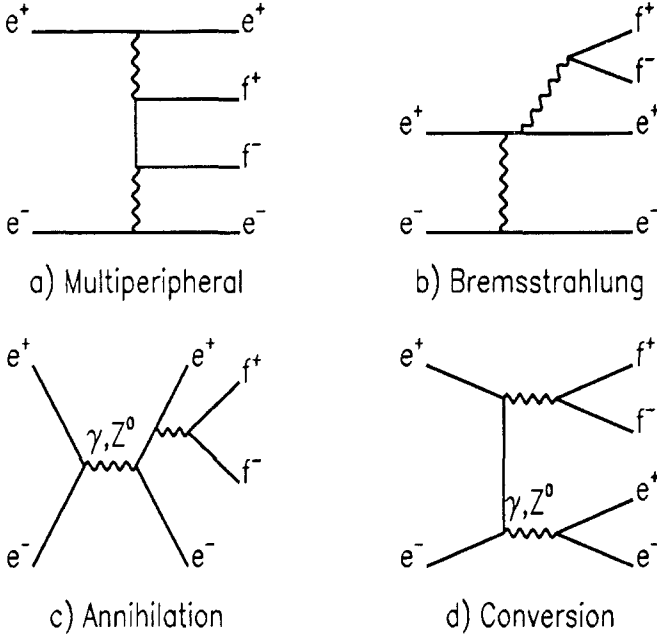 e⁺ e⁺
f⁺
f⁻
e⁻ e⁻
a) Multiperipheral
f⁺
f⁻
e⁺ e⁺
e⁻ e⁻
b) Bremsstrahlung
e⁺ e⁺ f⁺
γ,Z⁰
f⁻
e⁻ e⁻
c) Annihilation
e⁺ f⁺
f⁻
γ,Z⁰ e⁺
e⁻ e⁻
d) Conversion